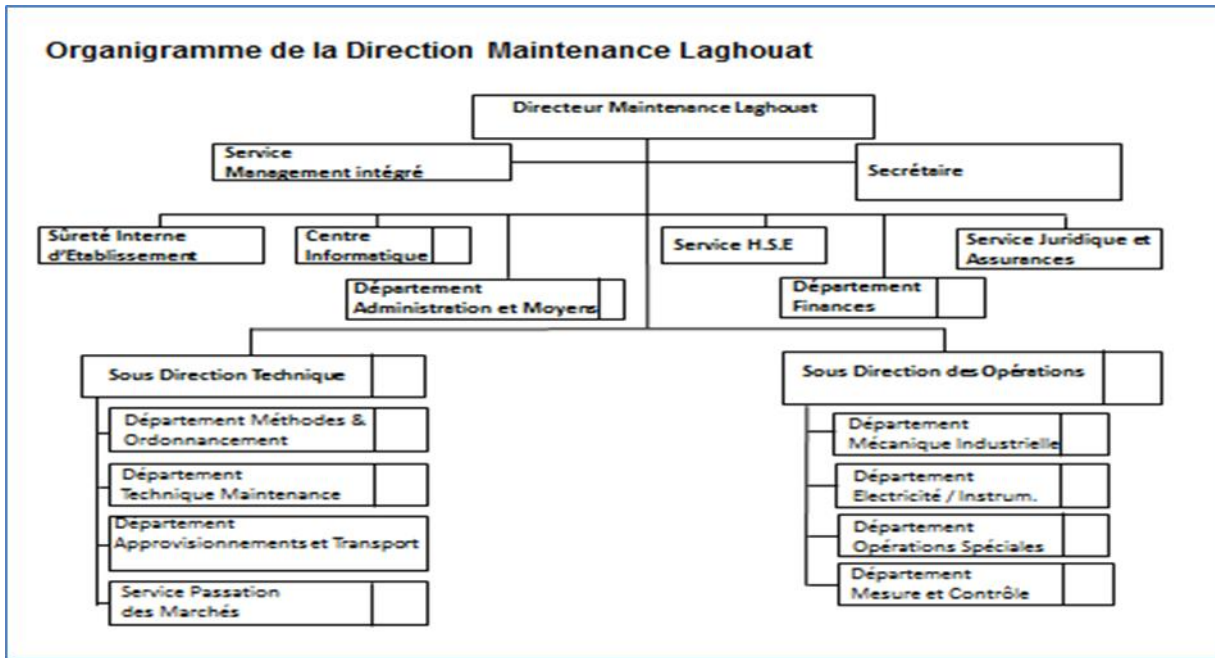 Organigramme de la Direction Maintenance Laghouat
Directeur Maintenance Laghouat
Service
Management intégré
Secrétaire
Sûreté Interne
d'Etablissement
Centre
Informatique
Service H.S.E
Service Juridique et
Assurances
Département
Administration et Moyens
Département
Finances
Sous Direction Technique
Sous Direction des Opérations
Département Méthodes &
Ordonnancement
Département
Technique Maintenance
Département
Approvisionnements et Transport
Service Passation
des Marchés
Département
Mécanique Industrielle
Département
Electricité / Instrum.
Département
Opérations Spéciales
Département
Mesure et Contrôle